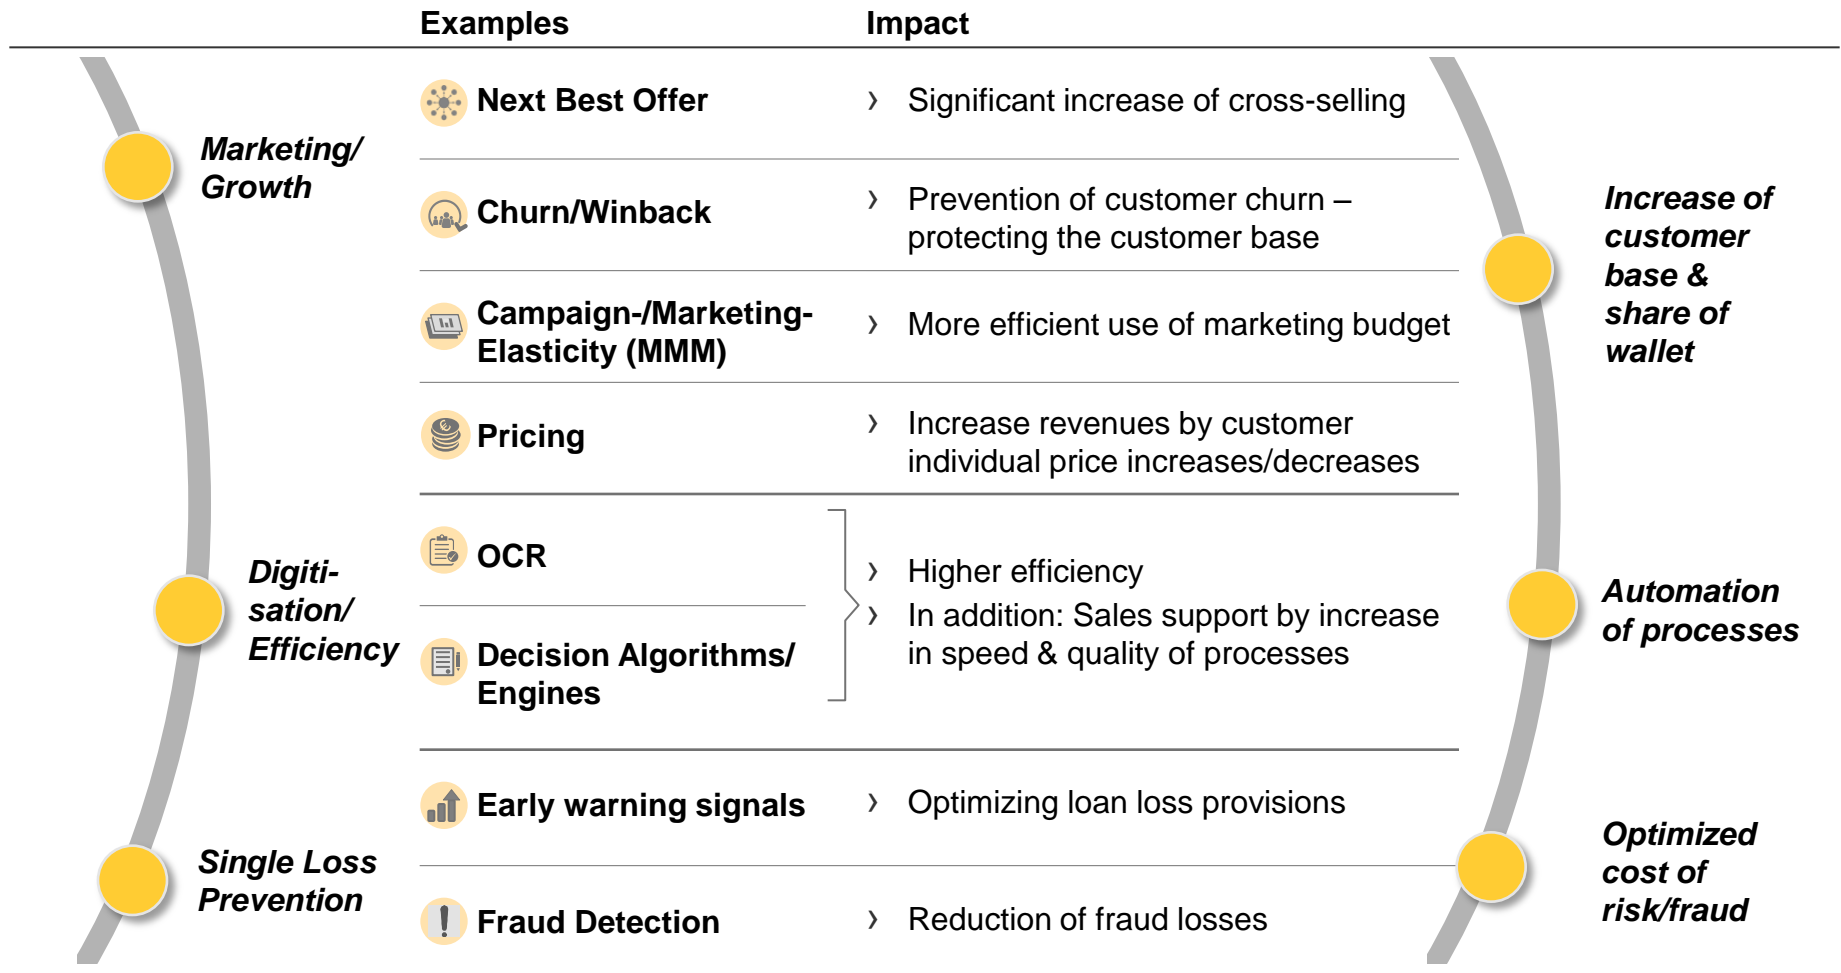 Examples
Impact
Marketing/
Growth
Next Best Offer
› Significant increase of cross-selling
Churn/Winback
› Prevention of customer churn –
protecting the customer base
Campaign-/Marketing-
Elasticity (MMM)
› More efficient use of marketing budget
Pricing
› Increase revenues by customer
individual price increases/decreases
Increase of
customer
base &
share of
wallet
Digiti-
sation/
Efficiency
OCR
Decision Algorithms/
Engines
› Higher efficiency
› In addition: Sales support by increase
in speed & quality of processes
Automation
of processes
Single Loss
Prevention
Early warning signals
› Optimizing loan loss provisions
Fraud Detection
› Reduction of fraud losses
Optimized
cost of
risk/fraud